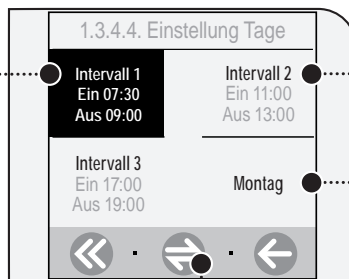 1.3.4.4. Einstellung Tage
Intervall 1
Ein 07:30
Aus 09:00
Intervall 2
Ein 11:00
Aus 13:00
Intervall 3
Ein 17:00
Aus 19:00
Montag